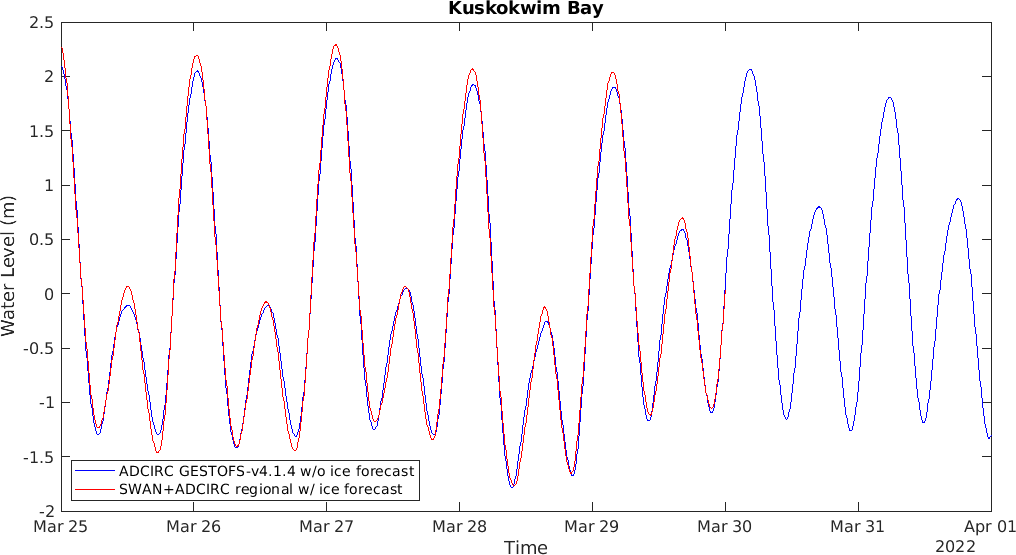 Kuskokwim Bay
2.5
2
1.5
1
0.5
0
-0.5
-1
-1.5
-2
Water Level (m)
ADCIRC GESTOFS-v4.1.4 w/o ice forecast
SWAN+ADCIRC regional w/ ice forecast
Mar 25 Mar 26 Mar 27 Mar 28 Mar 29 Mar 30 Mar 31 Apr 01
2022
Time